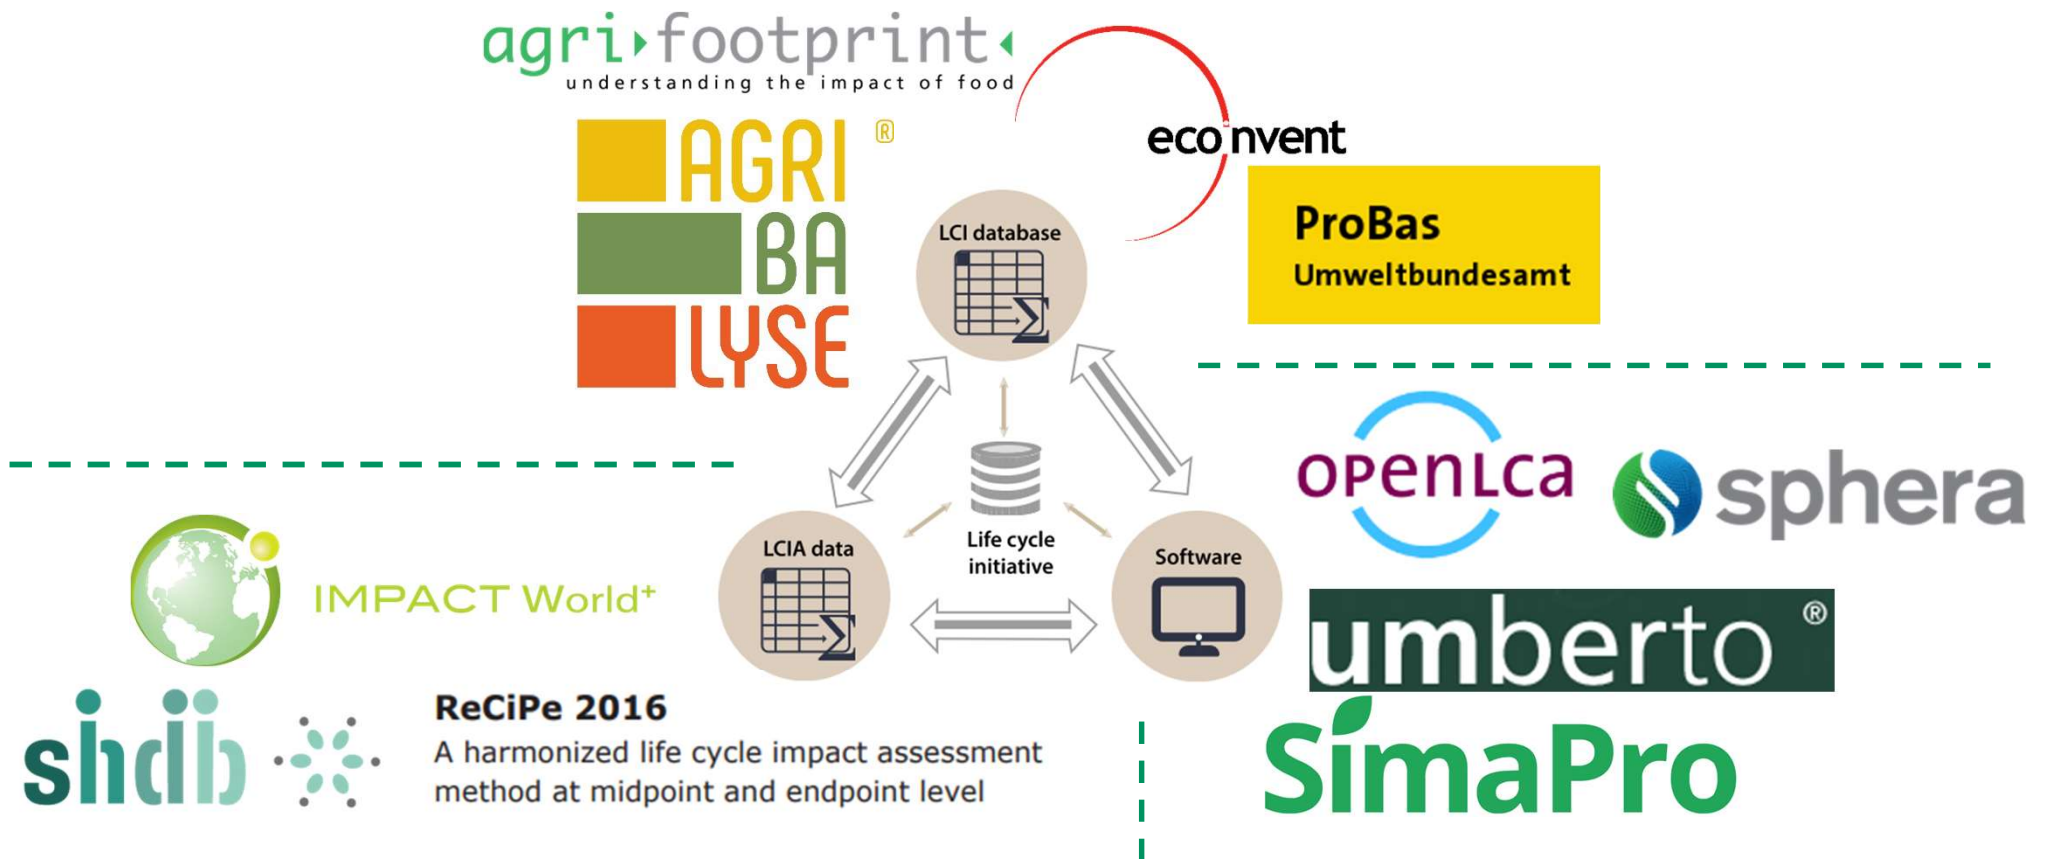 agri footprint
understanding the impact of food
AGRI ®
BA
LYSE
eco nvent
ProBas
Umweltbundesamt
LCI database
Life cycle
initiative
LCIA data
Software
openLca
sphera
umberto ®
SimaPro
IMPACT World+
shdb
ReCiPe 2016
A harmonized life cycle impact assessment
method at midpoint and endpoint level